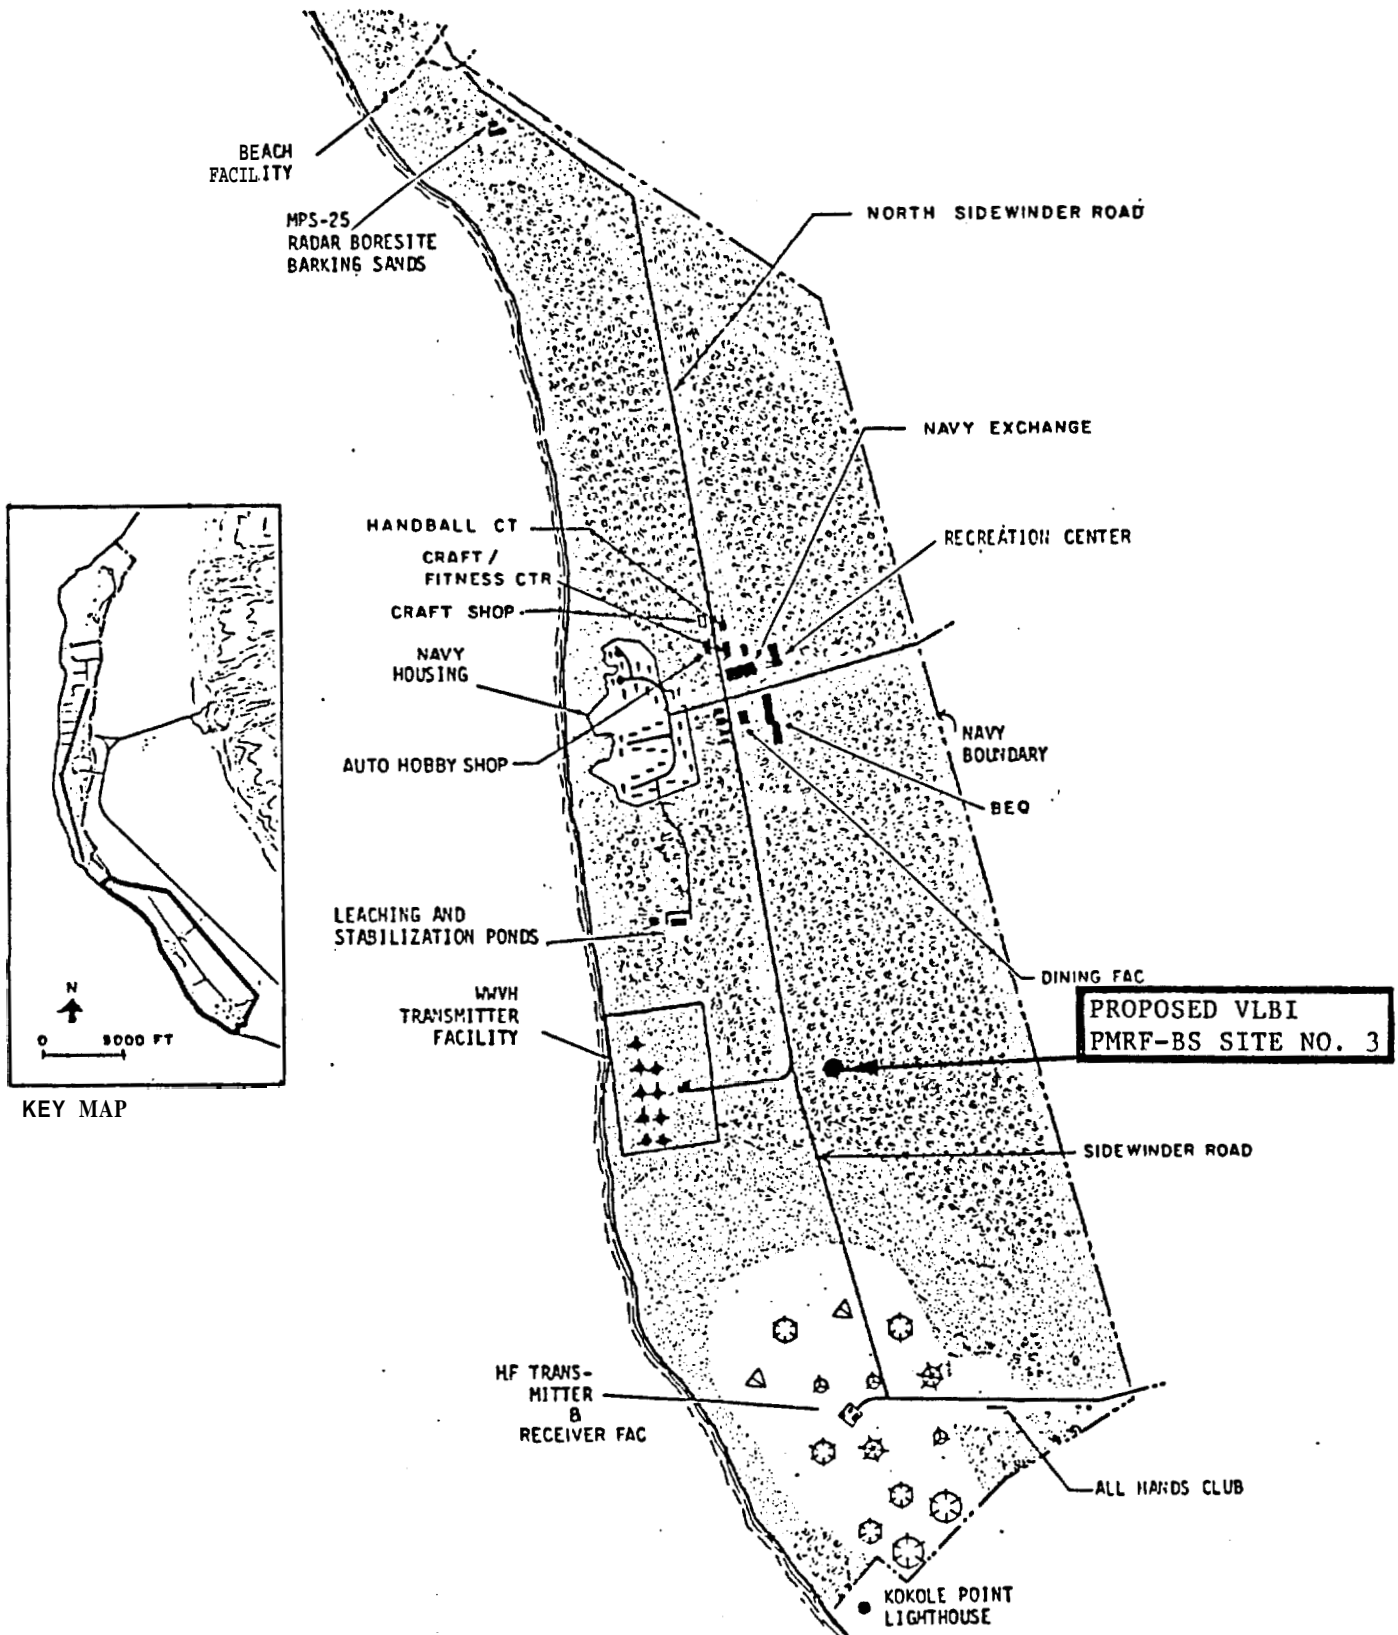 BEACH
FACILITY
MPS-25
RADAR BORESITE
BARKING SANDS
NORTH SIDEWINDER ROAD
NAVY EXCHANGE
HANDBALL CT
RECREATION CENTER
CRAFT /
FITNESS CTR
CRAFT SHOP
NAVY
HOUSING
NAVY
BOUNDARY
AUTO HOBBY SHOP
BEQ
LEACHING AND
STABILIZATION PONDS
DINING FAC
WWVH
TRANSMITTER
FACILITY
PROPOSED VLBI
PMRF-BS SITE NO. 3
N
0 9000 FT
KEY MAP
SIDEWINDER ROAD
HF TRANS-
MITTER
&
RECEIVER FAC
ALL HANDS CLUB
KOKOLE POINT
LIGHTHOUSE